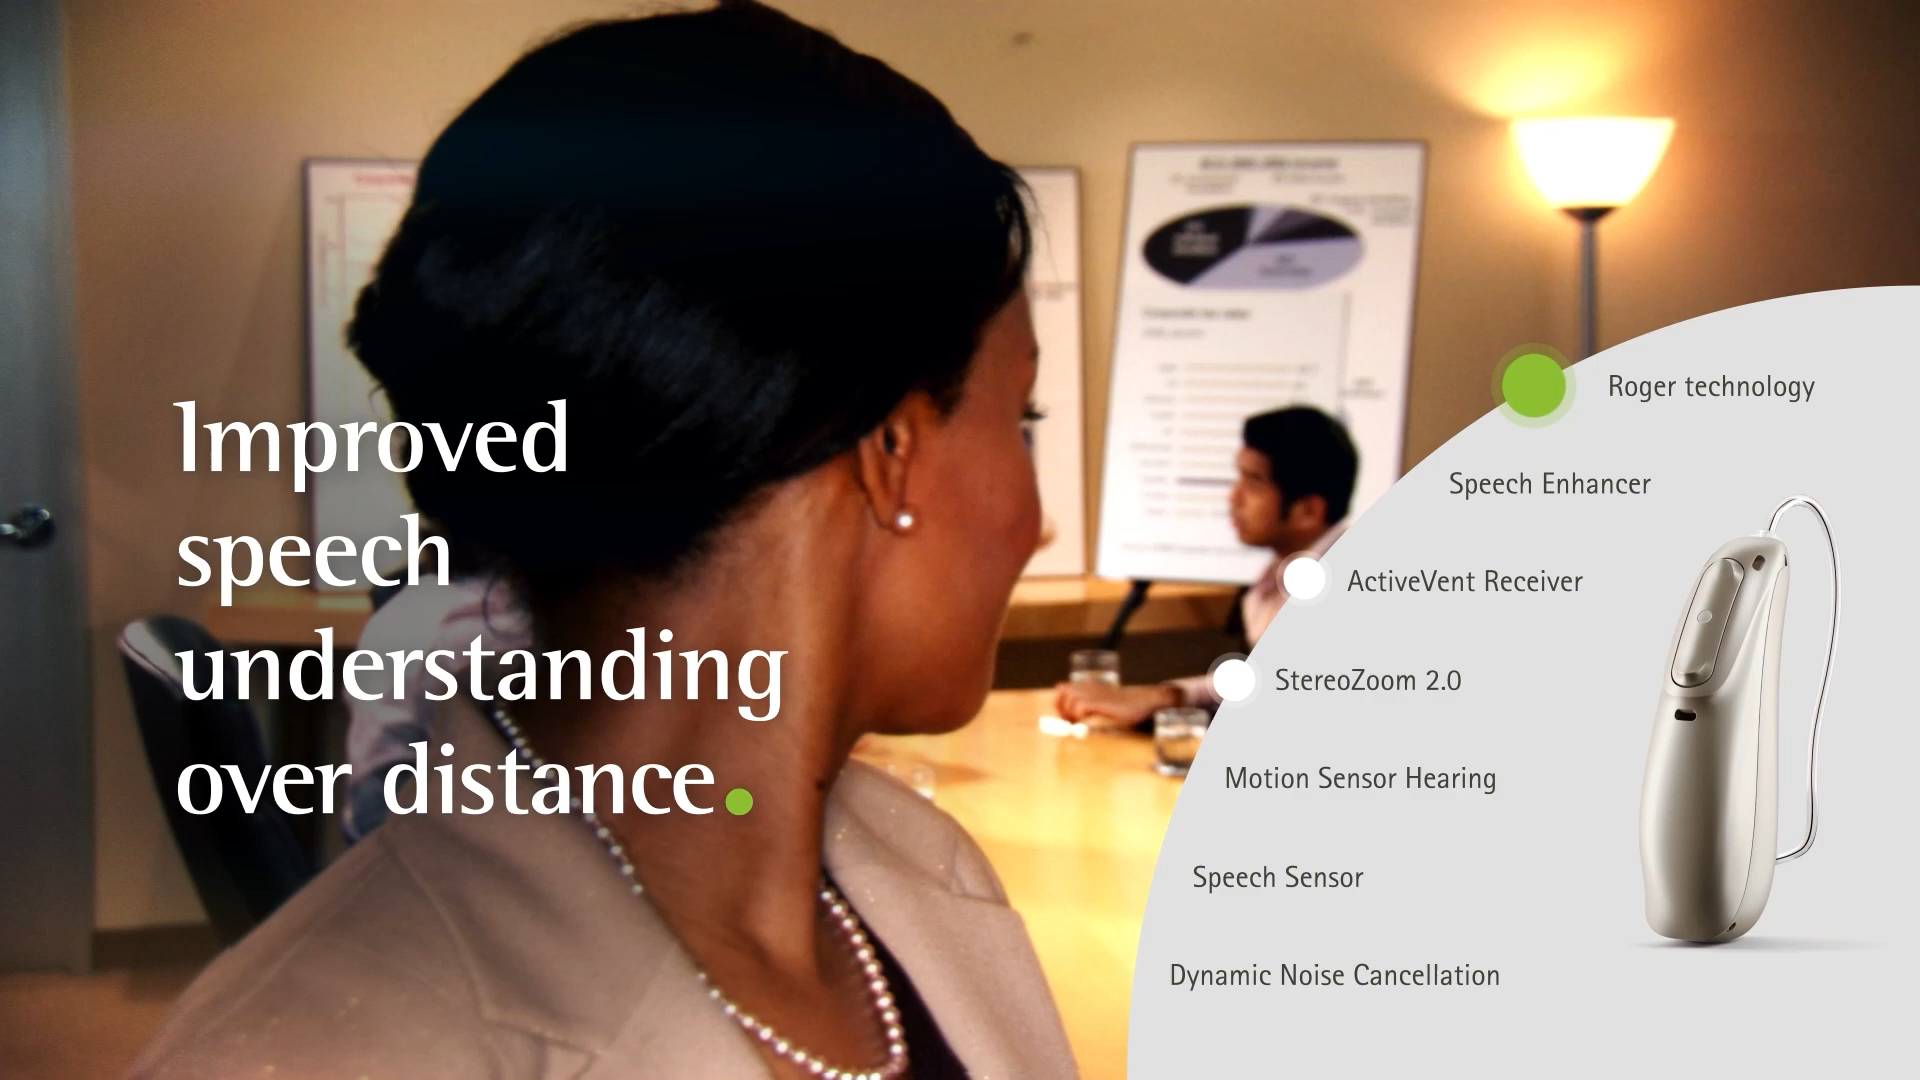 Improved
speech
understanding
over distance.
Roger technology
Speech Enhancer
ActiveVent Receiver
StereoZoom 2.0
Motion Sensor Hearing
Speech Sensor
Dynamic Noise Cancellation